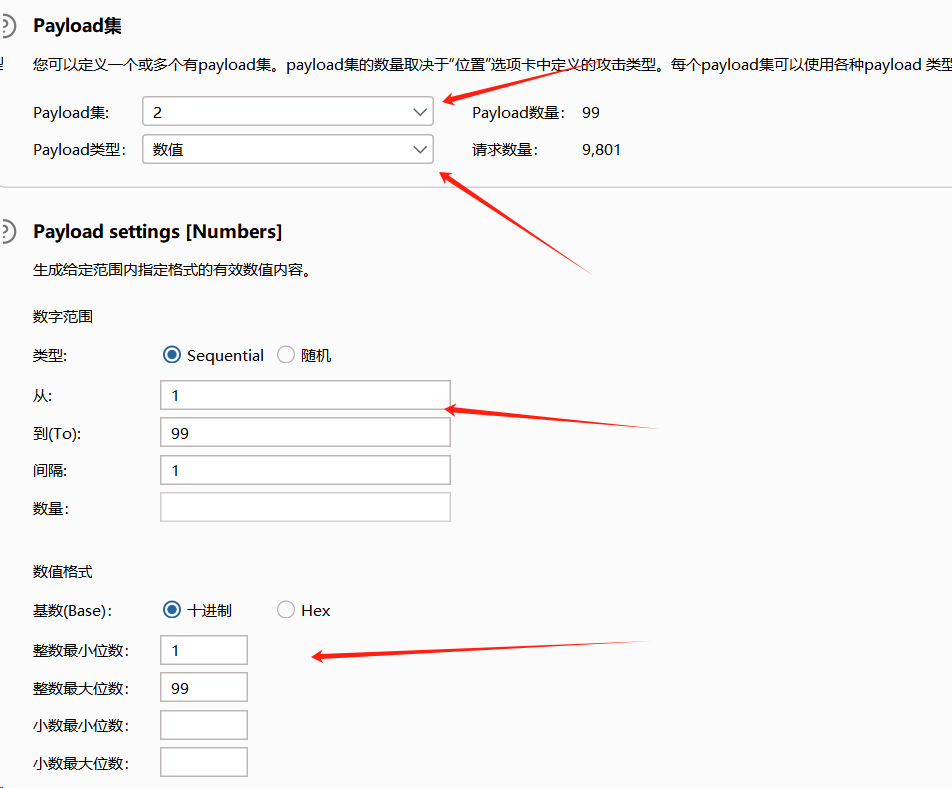 Payload集
您可以定义一个或多个有payload集。payload集的数量取决于“位置”选项卡中定义的攻击类型。每个payload集可以使用各种payload 类型
Payload集: 2 Payload数量: 99
Payload类型: 数值 请求数量: 9,801
Payload settings [Numbers]
生成给定范围内指定格式的有效数值内容。
数字范围
类型: Sequential 随机
从: 1
到(To): 99
间隔: 1
数量:
数值格式
基数(Base): 十进制 Hex
整数最小位数: 1
整数最大位数: 99
小数最小位数:
小数最大位数: